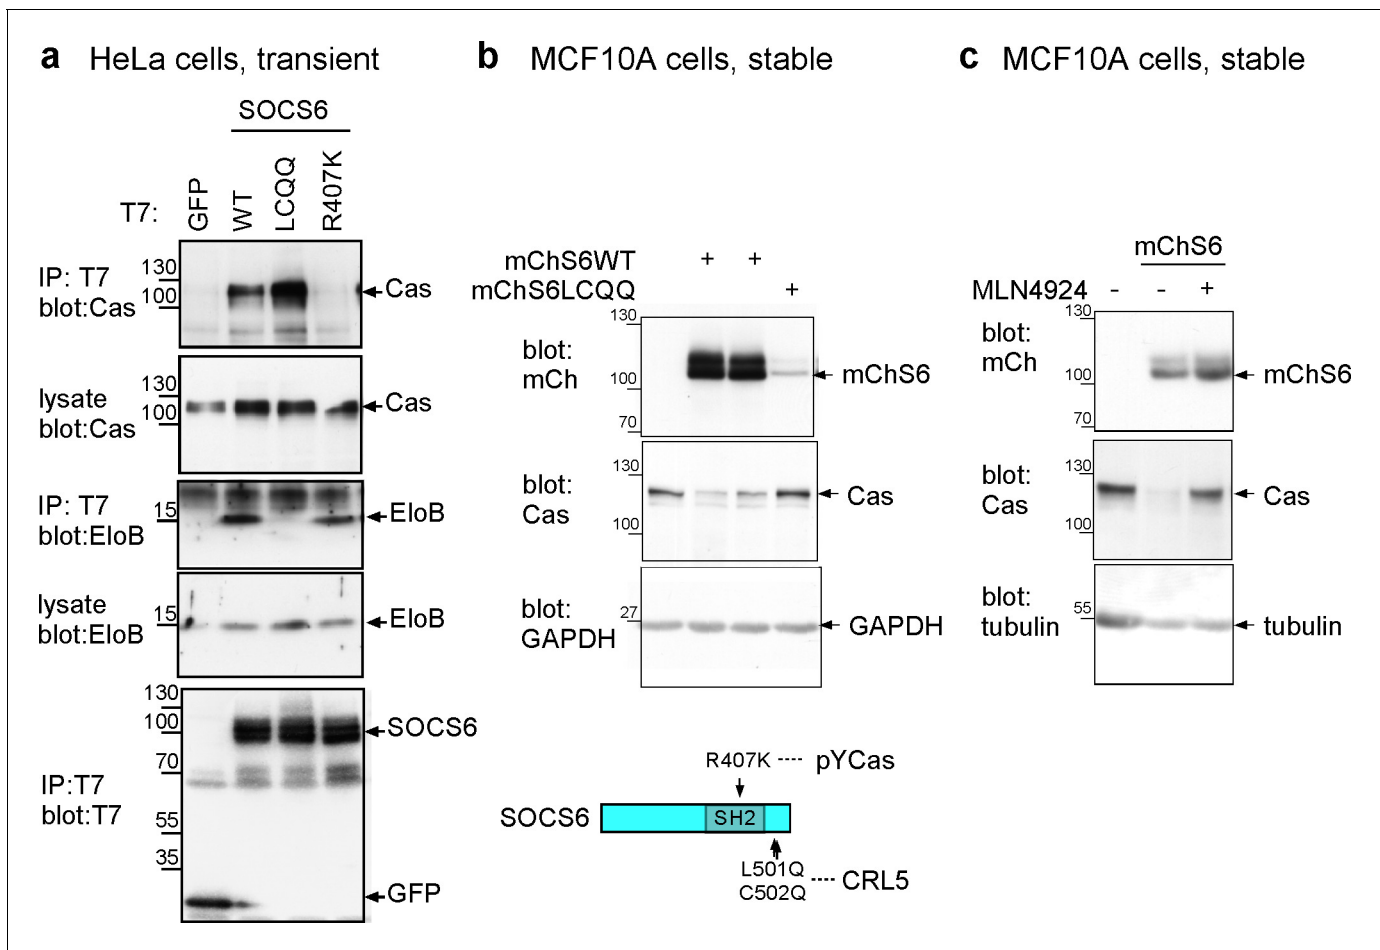 a HeLa cells, transient
SOCS6
T7: GFP WT LCQQ R407K
IP: T7
blot:Cas
130
100
Cas
lysate
blot:Cas
130
100
Cas
IP: T7
blot:EloB
15
EloB
lysate
blot:EloB
15
EloB
IP:T7
blot:T7
130
100
70
55
35
SOCS6
GFP
b MCF10A cells, stable
mChS6WT + +
mChS6LCQQ +
blot:
mCh
130
100
70
mChS6
blot:
Cas
130
100
Cas
blot:
GAPDH
27
GAPDH
R407K ---- pYCas
SOCS6 SH2
L501Q
C502Q
---- CRL5
c MCF10A cells, stable
mChS6
MLN4924 - - +
blot:
mCh
130
100
70
mChS6
blot:
Cas
130
100
Cas
blot:
tubulin
55
tubulin